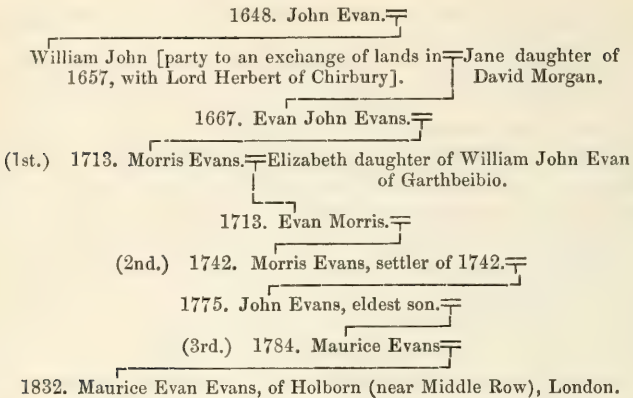 1648. John Evan.
William John [party to an exchange of lands in Jane daughter of
1657, with Lord Herbert of Chirbury]. David Morgan.
1667. Evan John Evans.
(1st.) 1713. Morris Evans. Elizabeth daughter of William John Evan
of Garthbeibio.
1713. Evan Morris.
(2nd.) 1742. Morris Evans, settler of 1742.
1775. John Evans, eldest son.
(3rd.) 1784. Maurice Evans
1832. Maurice Evan Evans, of Holborn (near Middle Row), London.